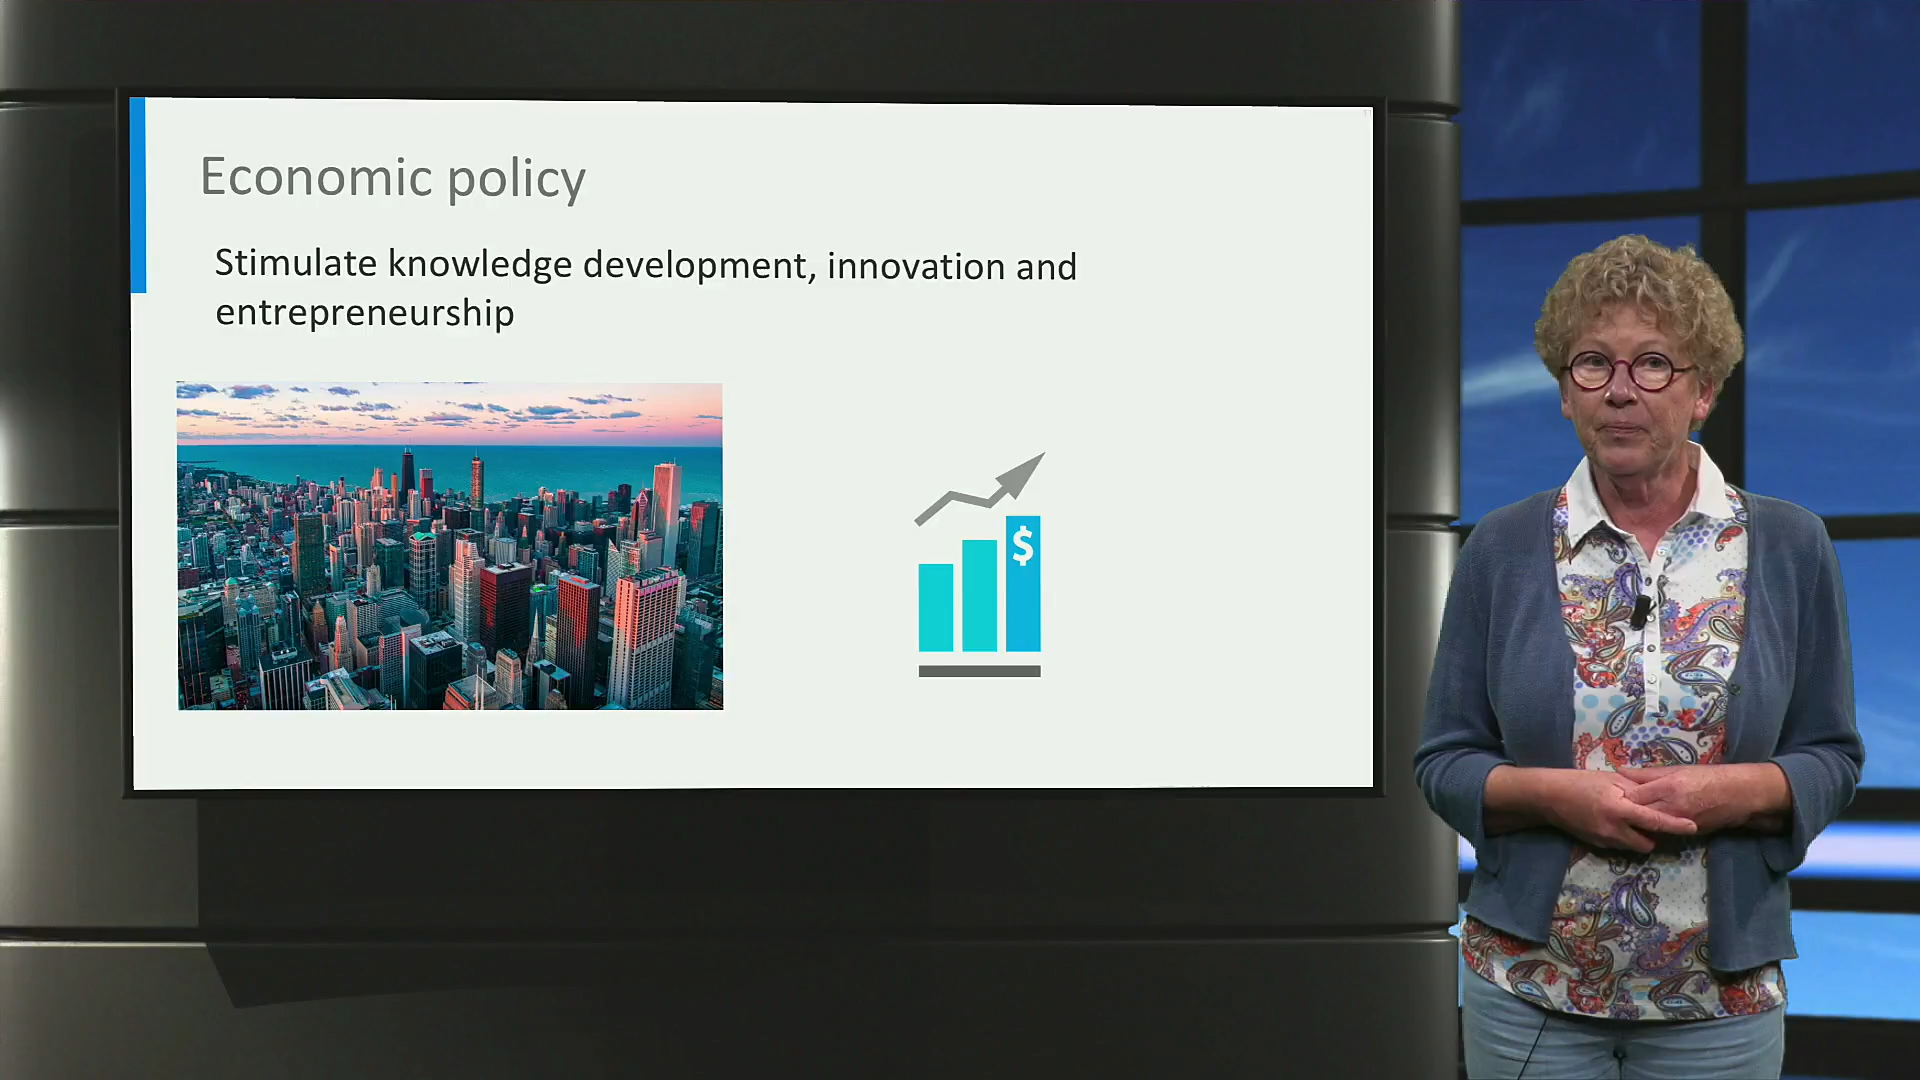 Economic policy
Stimulate knowledge development, innovation and
entrepreneurship
$